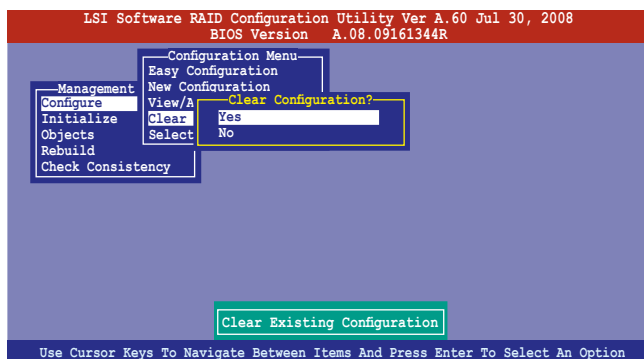 LSI Software RAID Configuration Utility Ver A.60 Jul 30, 2008
BIOS Version A.08.09161344R
Configuration Menu
Easy Configuration
New Configuration
View/A
Clear
Select
Management
Configure
Initialize
Objects
Rebuild
Check Consistency
Clear Configuration?
Yes
No
Clear Existing Configuration
Use Cursor Keys To Navigate Between Items And Press Enter To Select An Option